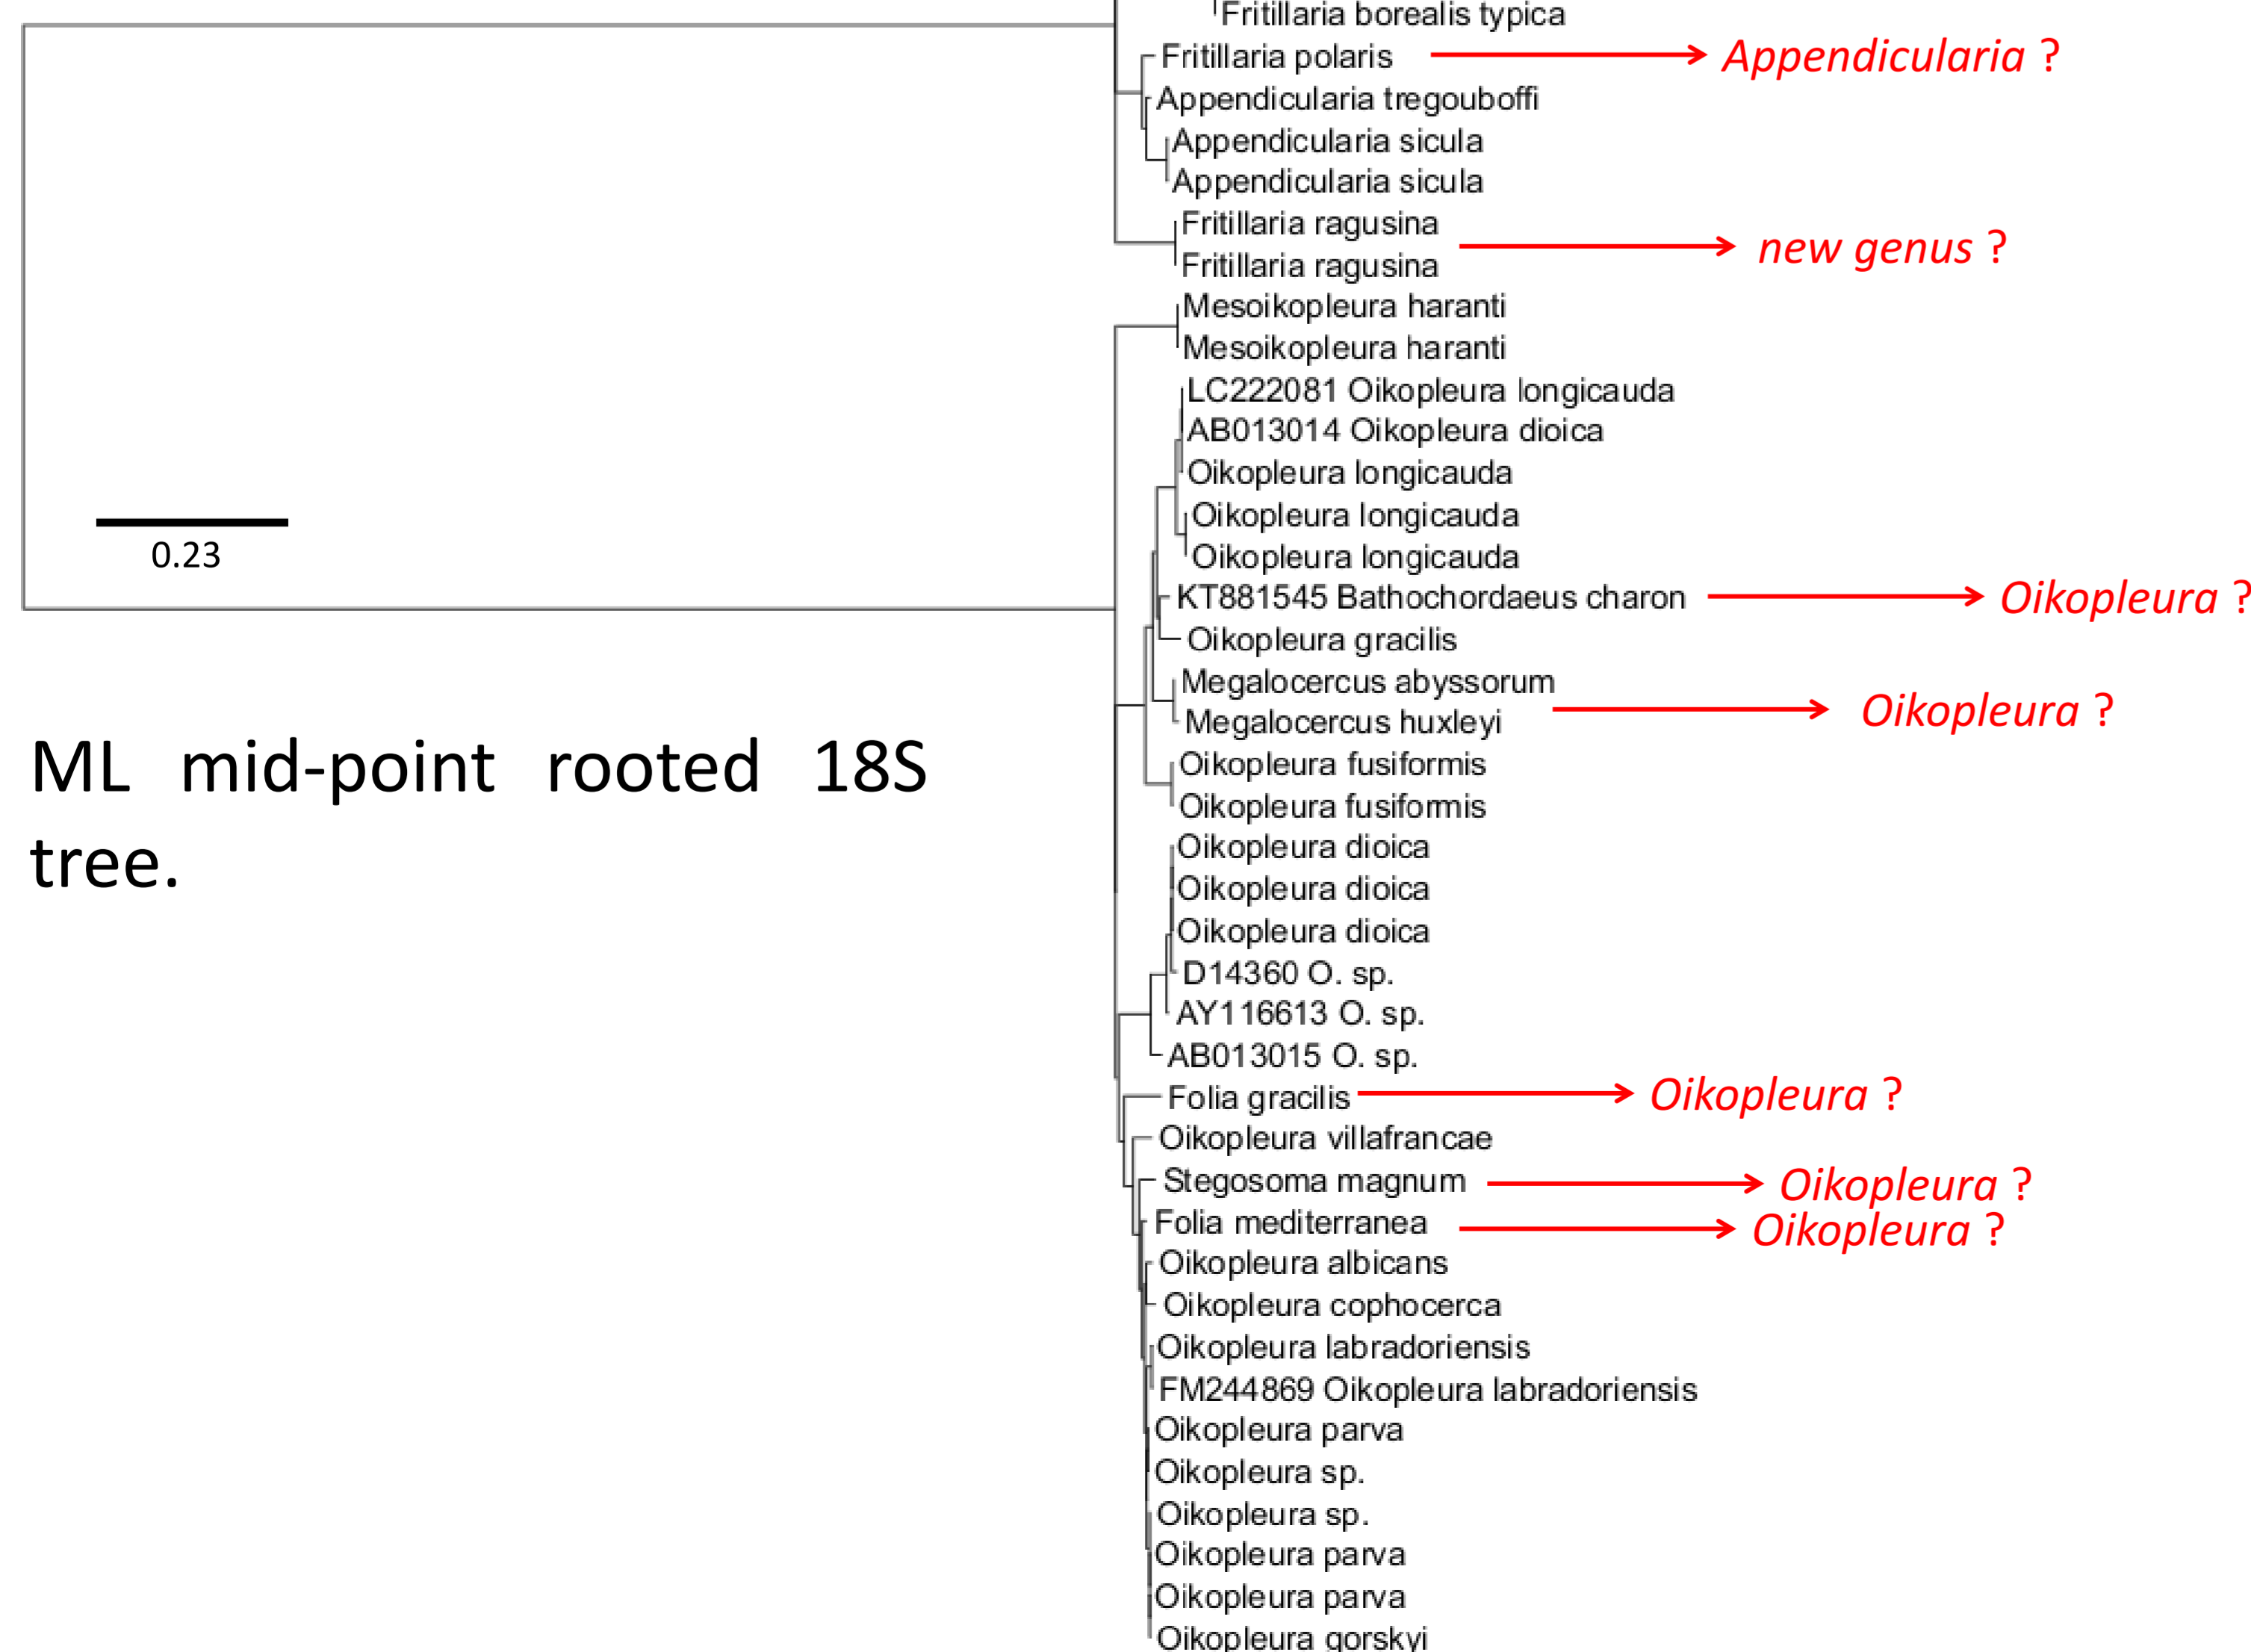 Fritillaria borealis typica
Fritillaria polaris Appendicularia ?
Appendicularia tregouboffi
Appendicularia sicula
Appendicularia sicula
Fritillaria ragusina
new genus ?
Fritillaria ragusina
Mesoikopleura haranti
Mesoikopleura haranti
LC222081 Oikopleura longicauda
AB013014 Oikopleura dioica
Oikopleura longicauda
Oikopleura longicauda
0.23
Oikopleura longicauda
KT881545 Bathochordaeus charon Oikopleura ?
Oikopleura gracilis
Megalocercus abyssorum
Oikopleura ?
Megalocercus huxleyi
ML mid-point rooted 18S
tree.
Oikopleura fusiformis
Oikopleura fusiformis
Oikopleura dioica
Oikopleura dioica
Oikopleura dioica
D14360 O. sp.
AY116613 O. sp.
AB013015 O. sp.
Folia gracilis Oikopleura ?
Oikopleura villafrancae
Stegosoma magnum Oikopleura ?
Folia mediterranea Oikopleura ?
Oikopleura albicans
Oikopleura cophocerca
Oikopleura labradoriensis
FM244869 Oikopleura labradoriensis
Oikopleura parva
Oikopleura sp.
Oikopleura sp.
Oikopleura parva
Oikopleura parva
Oikopleura gorskyi